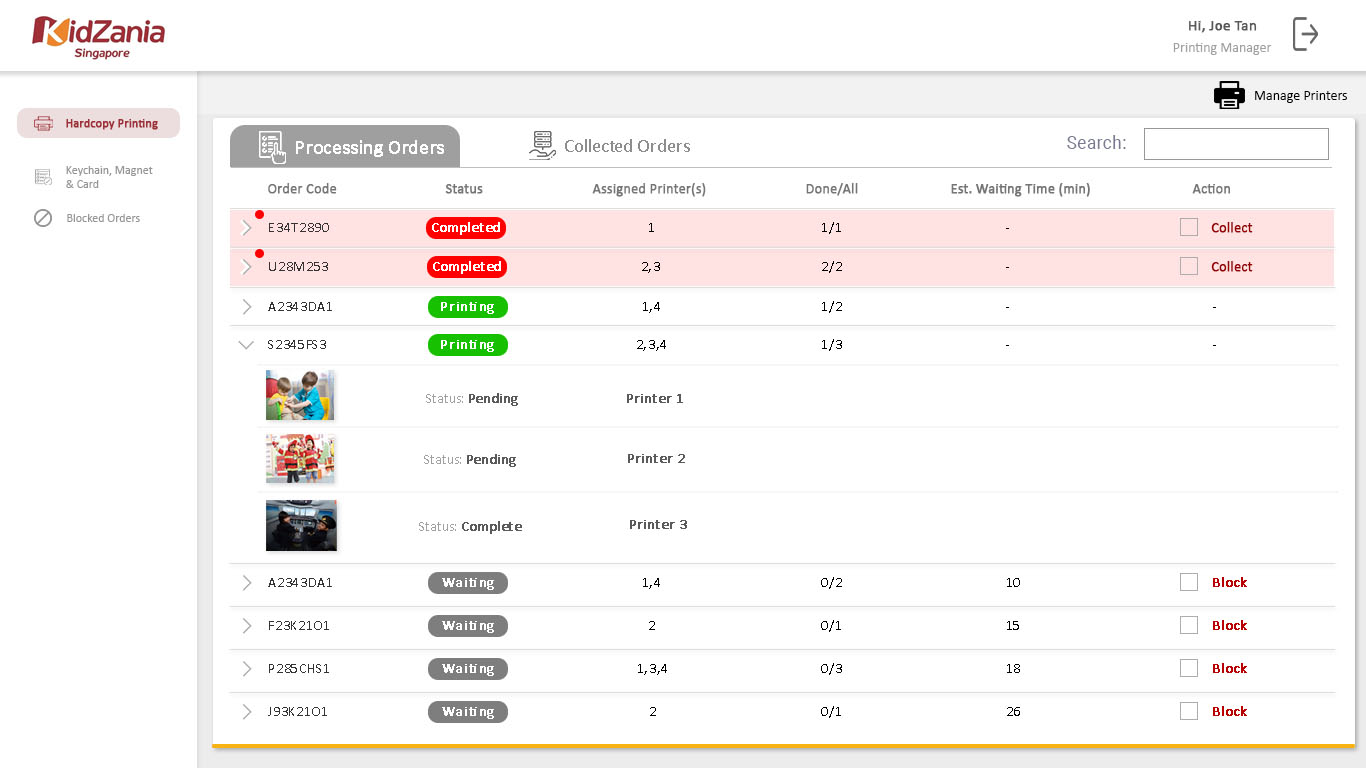 KidZania
Singapore
Hi, Joe Tan
Printing Manager
Manage Printers
Hardcopy Printing
Keychain, Magnet
& Card
Blocked Orders
Processing Orders
Collected Orders
Search:
Order Code Status Assigned Printer(s) Done/All Est. Waiting Time (min) Action
E34T2890 Completed 1 1/1 - Collect
U28M253 Completed 2,3 2/2 - Collect
A2343DA1 Printing 1,4 1/2 - -
S2345FS3 Printing 2,3,4 1/3 - -
Status: Pending Printer 1
Status: Pending Printer 2
Status: Complete Printer 3
A2343DA1 Waiting 1,4 0/2 10 Block
F23K21O1 Waiting 2 0/1 15 Block
P285CHS1 Waiting 1,3,4 0/3 18 Block
J93K21O1 Waiting 2 0/1 26 Block